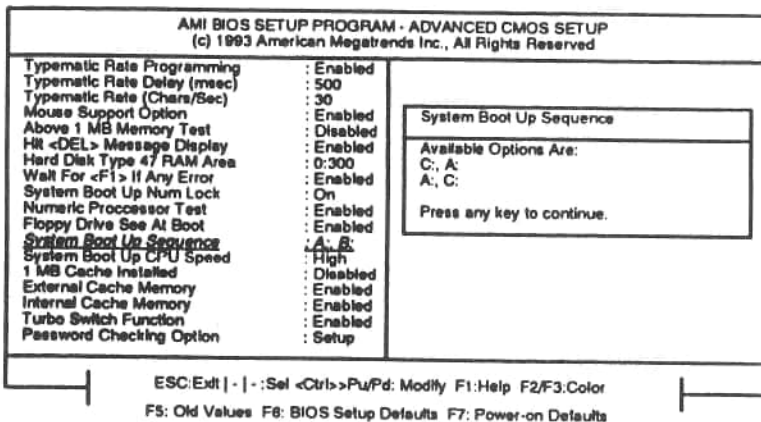 AMI BIOS SETUP PROGRAM - ADVANCED CMOS SETUP
(c) 1993 American Megatrends Inc., All Rights Reserved
Typematic Rate Programming : Enabled
Typematic Rate Delay (msec) : 500
Typematic Rate (Chars/Sec) : 30
Mouse Support Option : Enabled
Above 1 MB Memory Test : Disabled
Hit <DEL> Message Display : Enabled
Hard Disk Type 47 RAM Area : 0:300
Wait For <F1> If Any Error : Enabled
System Boot Up Num Lock : On
Numeric Proccessor Test : Enabled
Floppy Drive See At Boot : Enabled
System Boot Up Sequence : A:, B:
System Boot Up CPU Speed : High
1 MB Cache Installed : Disabled
External Cache Memory : Enabled
Internal Cache Memory : Enabled
Turbo Switch Function : Enabled
Password Checking Option : Setup
System Boot Up Sequence
Available Options Are:
C:, A:
A:, C:
Press any key to continue.
ESC:Exit | - | - :Sel <Ctrl>>Pu/Pd: Modify F1:Help F2/F3:Color
F5: Old Values F6: BIOS Setup Defaults F7: Power-on Defaults